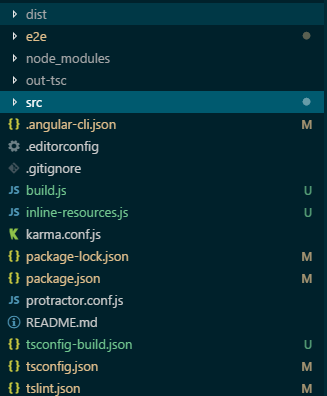 dist
e2e
node_modules
out-tsc
src
{} .angular-cli.json M
.editorconfig
.gitignore
JS build.js U
JS inline-resources.js U
karma.conf.js
{} package-lock.json M
{} package.json M
JS protractor.conf.js
README.md
{} tsconfig-build.json U
{} tsconfig.json M
{} tslint.json M